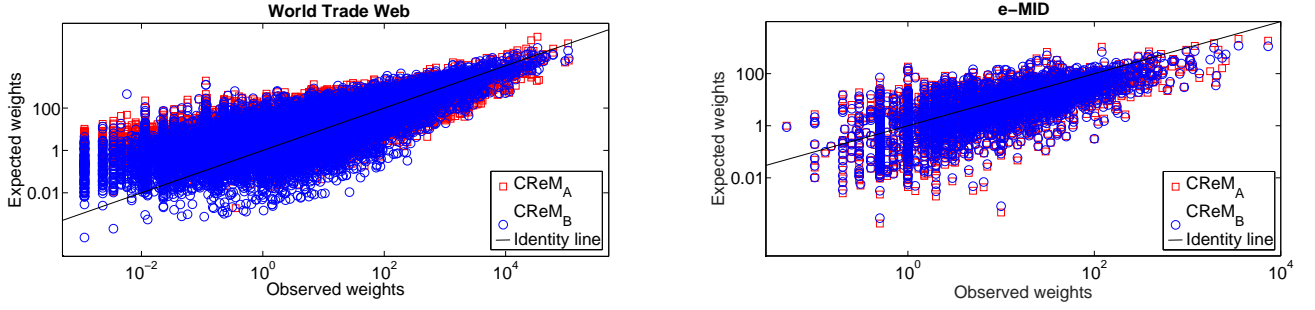 World Trade Web
Expected weights
100
1
0.01
10^-2
10^0
10^2
10^4
Observed weights
CReM_A
CReM_B
Identity line
e−MID
Expected weights
100
1
0.01
10^0
10^2
10^4
Observed weights
CReM_A
CReM_B
Identity line